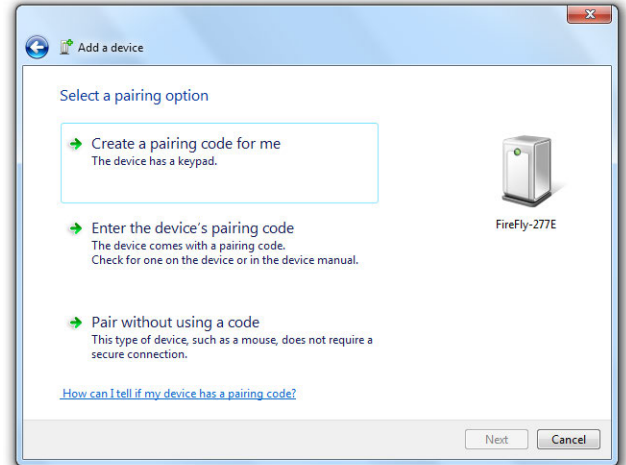 Add a device
Select a pairing option
Create a pairing code for me
The device has a keypad.
FireFly-277E
Enter the device's pairing code
The device comes with a pairing code.
Check for one on the device or in the device manual.
Pair without using a code
This type of device, such as a mouse, does not require a
secure connection.
How can I tell if my device has a pairing code?
Next
Cancel